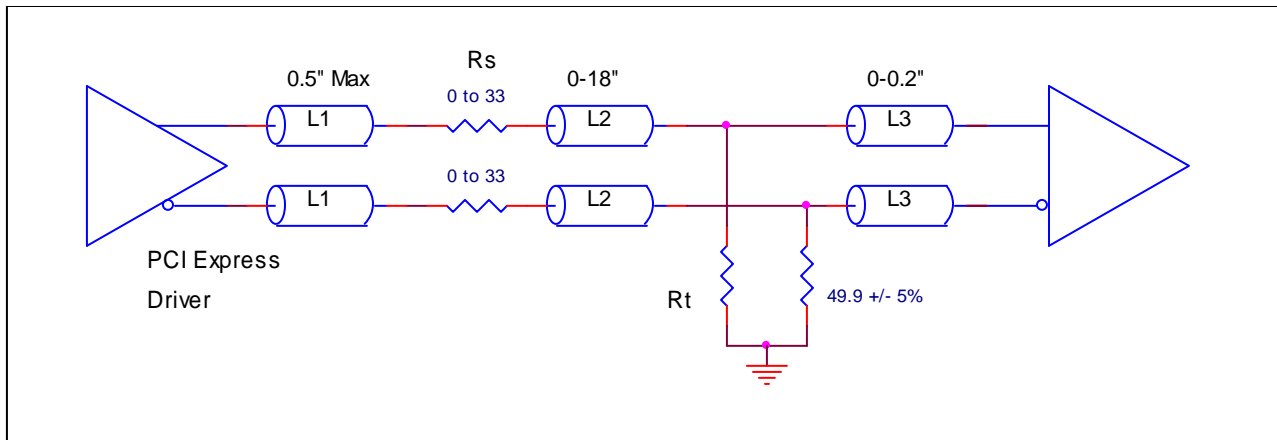 Rs
0.5" Max
0-18"
0-0.2"
0 to 33
L1
L2
L3
0 to 33
L1
L2
L3
PCI Express
Driver
Rt
49.9 +/- 5%